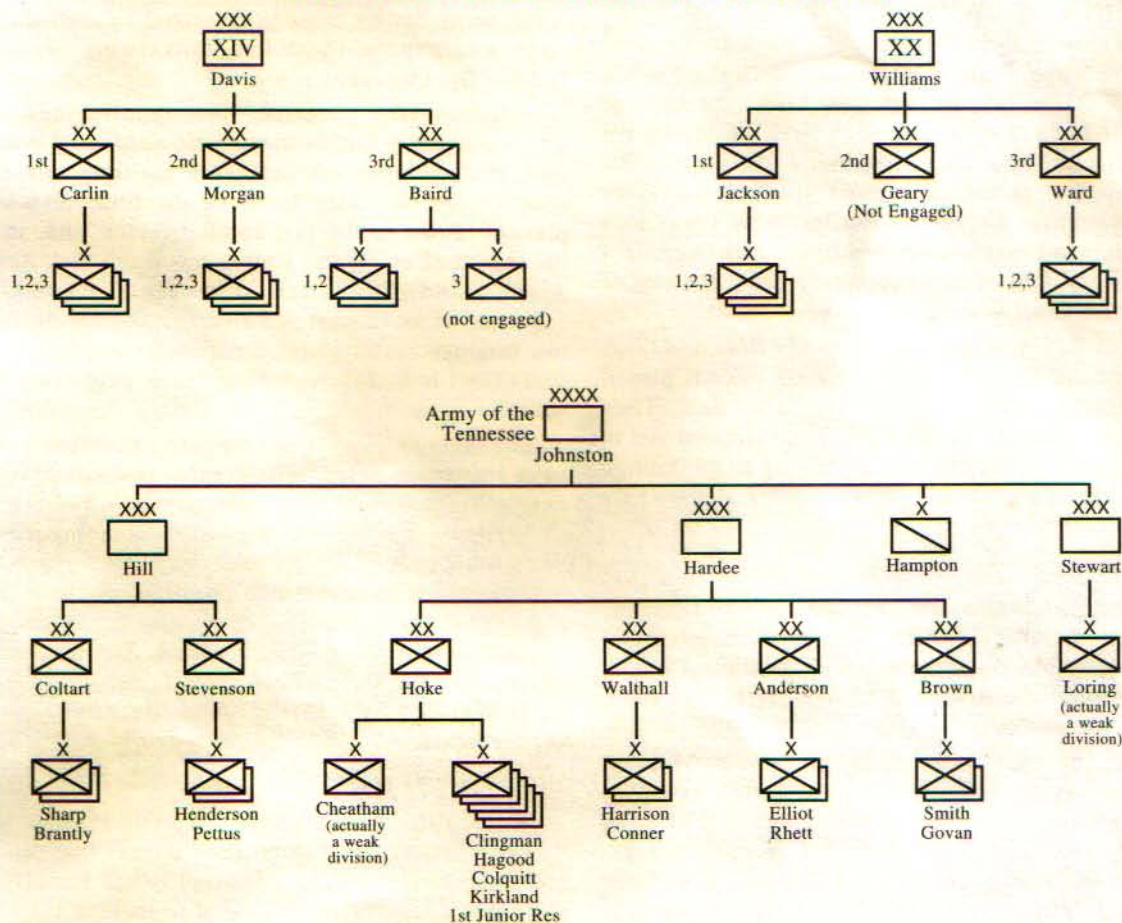 XXX
XIV
Davis
XX
1st
Carlin
XX
2nd
Morgan
XX
3rd
Baird
1,2,3
X
1,2,3
X
1,2
X
3
(not engaged)
XXX
XX
Williams
XX
1st
Jackson
XX
2nd
Geary
(Not Engaged)
XX
3rd
Ward
X
1,2,3
X
1,2,3
XXXX
Army of the
Tennessee
Johnston
XXX
Hill
XXX
Hardee
X
Hampton
XXX
Stewart
XX
Coltart
XX
Stevenson
XX
Hoke
XX
Walthall
XX
Anderson
XX
Brown
X
Loring
(actually
a weak
division)
X
Sharp
Brantly
X
Henderson
Pettus
X
Cheatham
(actually
a weak
division)
X
Clingman
Hagood
Colquitt
Kirkland
1st Junior Res
X
Harrison
Conner
X
Elliot
Rhett
X
Smith
Govan